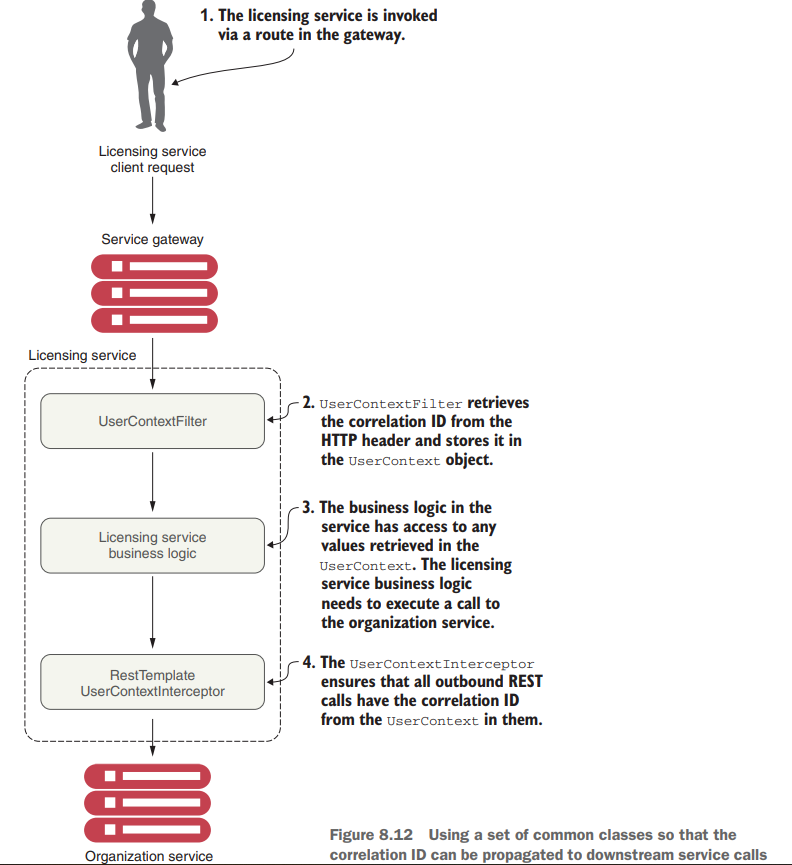 1. The licensing service is invoked
via a route in the gateway.
Licensing service
client request
Service gateway
Licensing service
UserContextFilter
2. UserContextFilter retrieves
the correlation ID from the
HTTP header and stores it in
the UserContext object.
Licensing service
business logic
3. The business logic in the
service has access to any
values retrieved in the
UserContext. The licensing
service business logic
needs to execute a call to
the organization service.
RestTemplate
UserContextInterceptor
4. The UserContextInterceptor
ensures that all outbound REST
calls have the correlation ID
from the UserContext in them.
Organization service
Figure 8.12 Using a set of common classes so that the
correlation ID can be propagated to downstream service calls